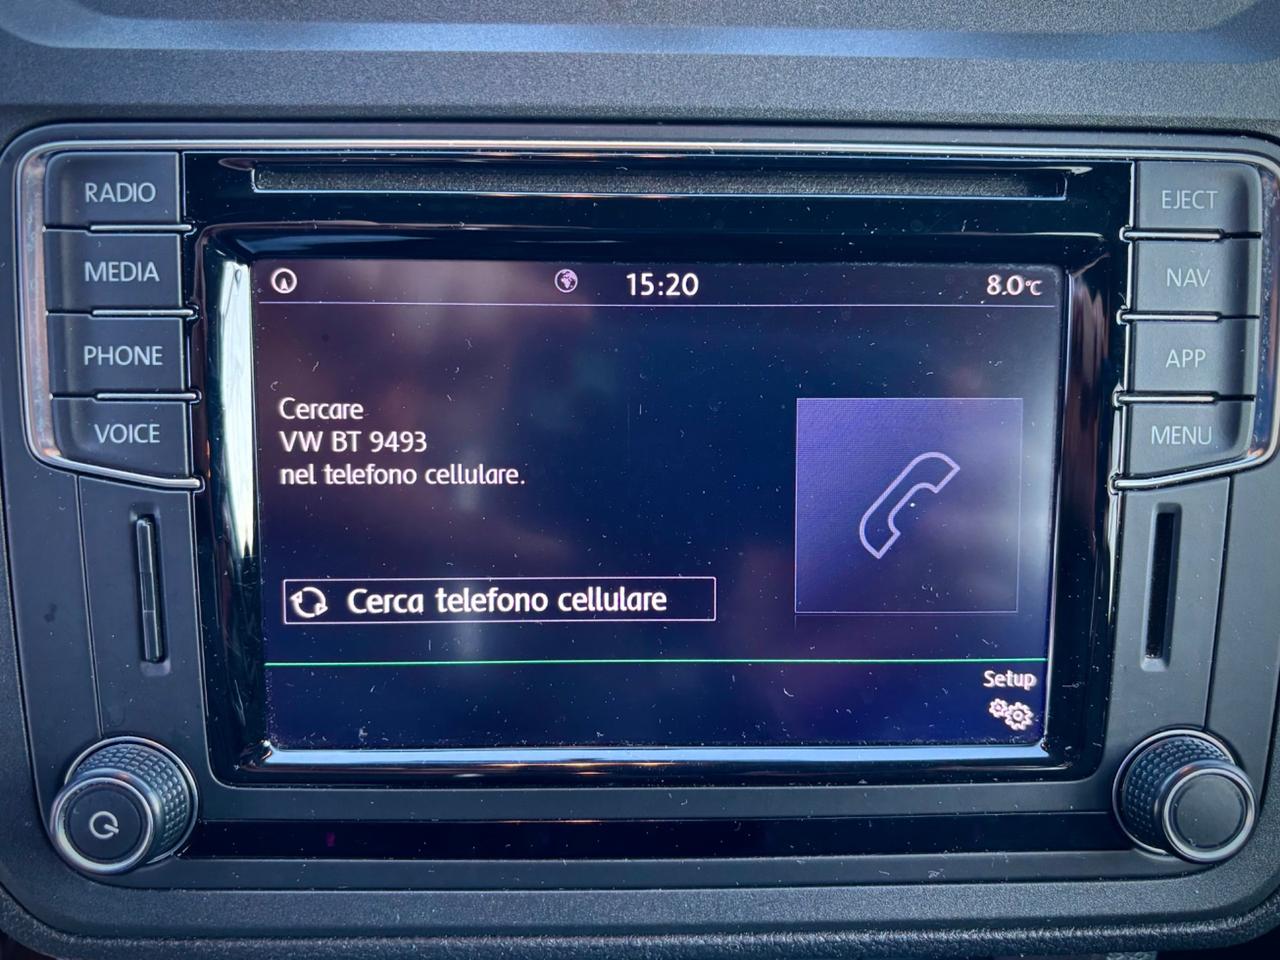 RADIO
MEDIA
PHONE
VOICE
15:20
8.0°C
Cercare
VW BT 9493
nel telefono cellulare.
Cerca telefono cellulare
Setup
EJECT
NAV
APP
MENU